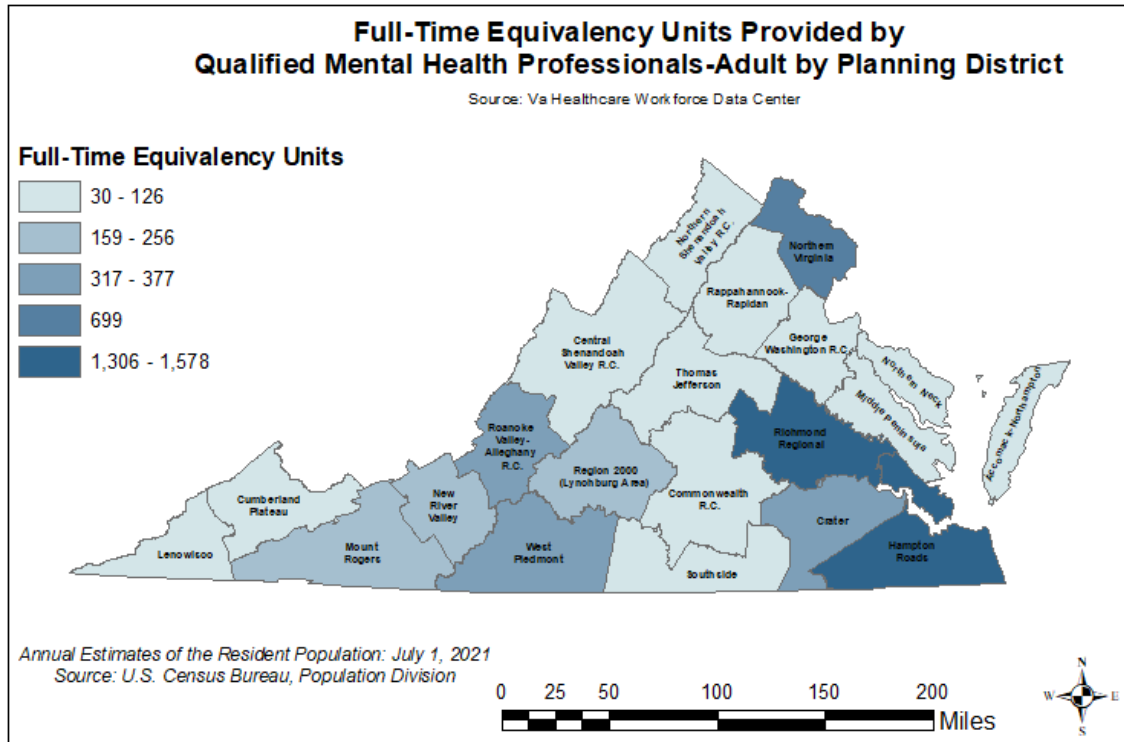 Full-Time Equivalency Units Provided by
Qualified Mental Health Professionals-Adult by Planning District
Source: Va Healthcare Workforce Data Center
Full-Time Equivalency Units
30 - 126
159 - 256
317 - 377
699
1,306 - 1,578
Northern
Shenandoah
Valley R.C.
Northern
Virginia
Rappahannook-
Rapidan
Central
Shenandoah
Valley R.C.
George
Washington R.C.
Northern Neck
Thomas
Jefferson
Middle Peninsula
Accomack-Northampton
Roanoke
Valley-
Alleghany
R.C.
Richmond
Regional
Region 2000
(Lynohburg Area)
Cumberland
Plateau
New
River
Valley
Commonwealth
R.C.
Crater
Lenowisoo
Mount
Rogers
West
Piedmont
Southside
Hampton
Roads
Annual Estimates of the Resident Population: July 1, 2021
Source: U.S. Census Bureau, Population Division
0 25 50 100 150 200
Miles
N
W E
S